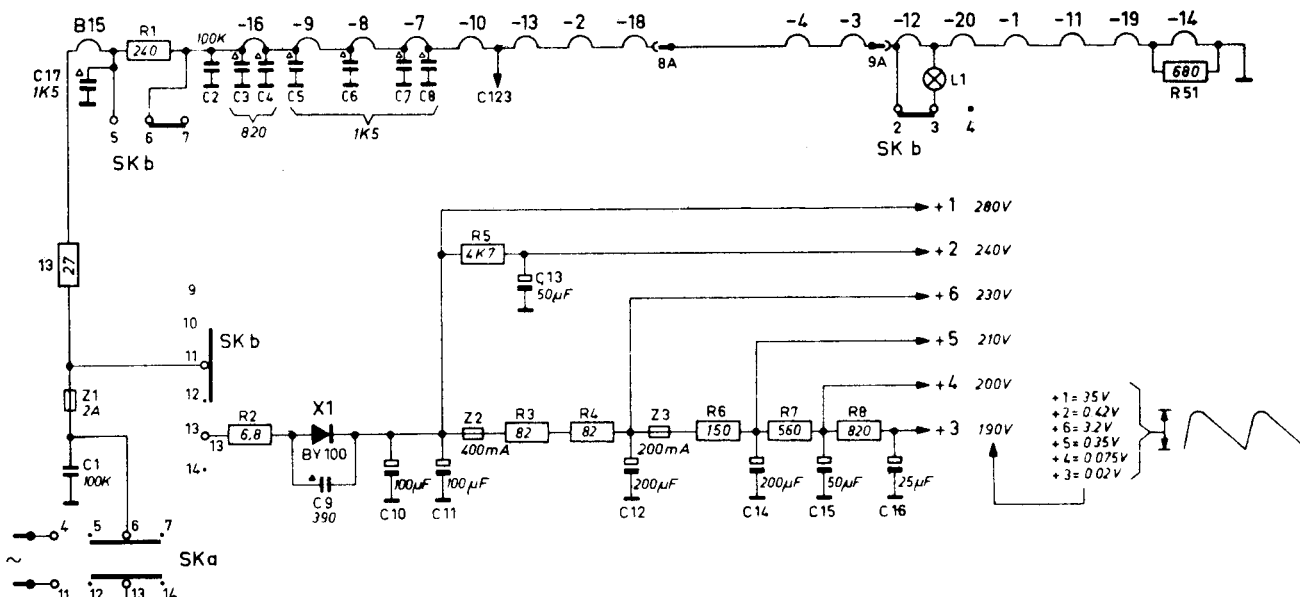 B15 R1 -16 -9 -8 -7 -10 -13 -2 -18 -4 -3 -12 -20 -1 -11 -19 -14
240 100K
8A 9A
C17
1K5
L1
680
R51
C2 C3 C4 C5 C6 C7 C8 C123
820 1K5
5 6 7
2 3 4
SKb SKb
+1 280V
R5
4K7
+2 240V
13 27
C13
50µF
9
+6 230V
10
SKb
+5 210V
11
+4 200V
Z1
2A
12
R2 X1 Z2 R3 R4 Z3 R6 R7 R8
13 13 6,8 BY100 400mA 82 82 200mA 150 560 820
+3 190V
+1 = 35V
+2 = 0.42V
+6 = 3.2V
+5 = 0.35V
+4 = 0.075V
+3 = 0.02V
14
C1
100K
C9
390
100µF 100µF 200µF 200µF 50µF 25µF
C10 C11 C12 C14 C15 C16
4 5 6 7
~ SKa
11 12 13 14